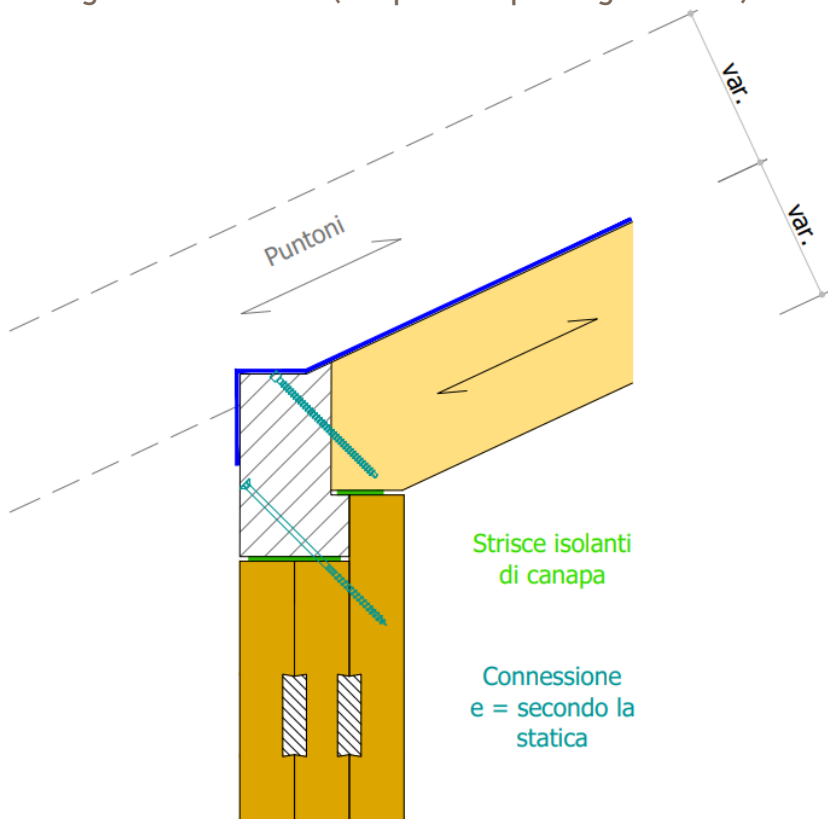 var.
var.
Puntoni
Strisce isolanti
di canapa
Connessione
e = secondo la
statica